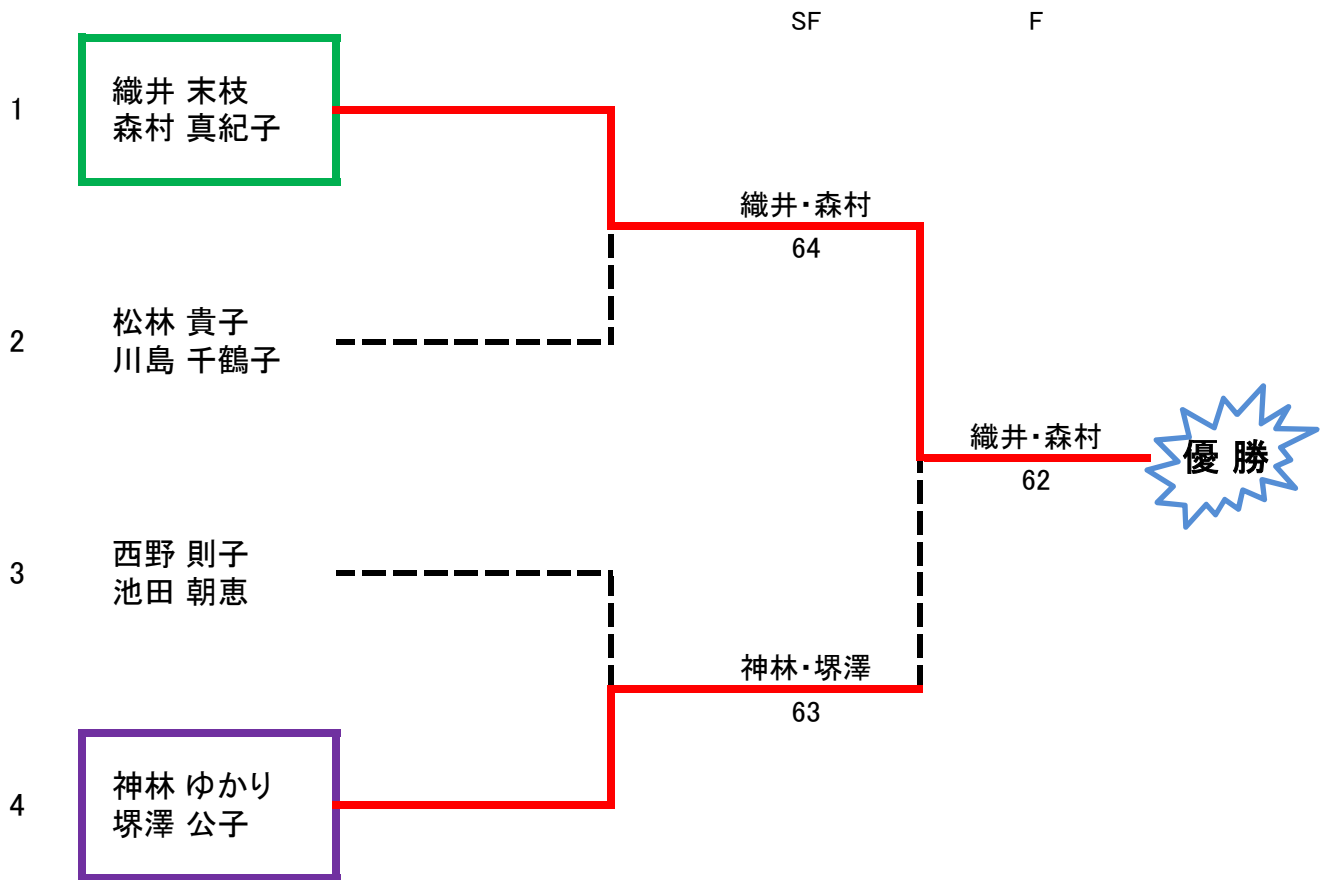 SF
F
1
織井 末枝
森村 真紀子
織井・森村
64
2
松林 貴子
川島 千鶴子
織井・森村
62
優 勝
3
西野 則子
池田 朝恵
神林・堺澤
63
4
神林 ゆかり
堺澤 公子